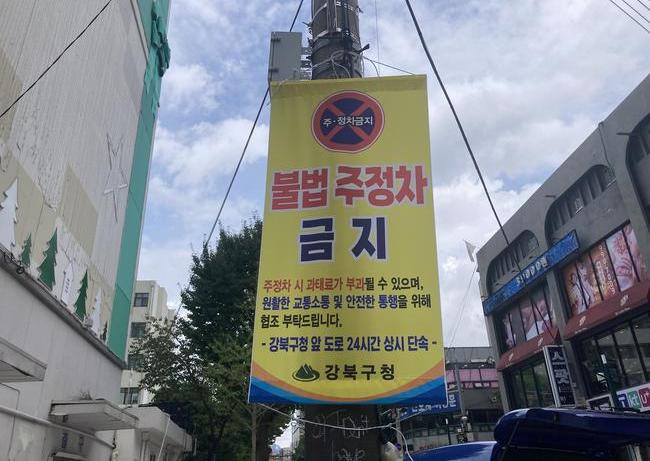 주·정차금지
불법 주정차
금지
주정차 시 과태료가 부과될 수 있으며,
원활한 교통소통 및 안전한 통행을 위해
협조 부탁드립니다.
- 강북구청 앞 도로 24시간 상시 단속 -
강북구청